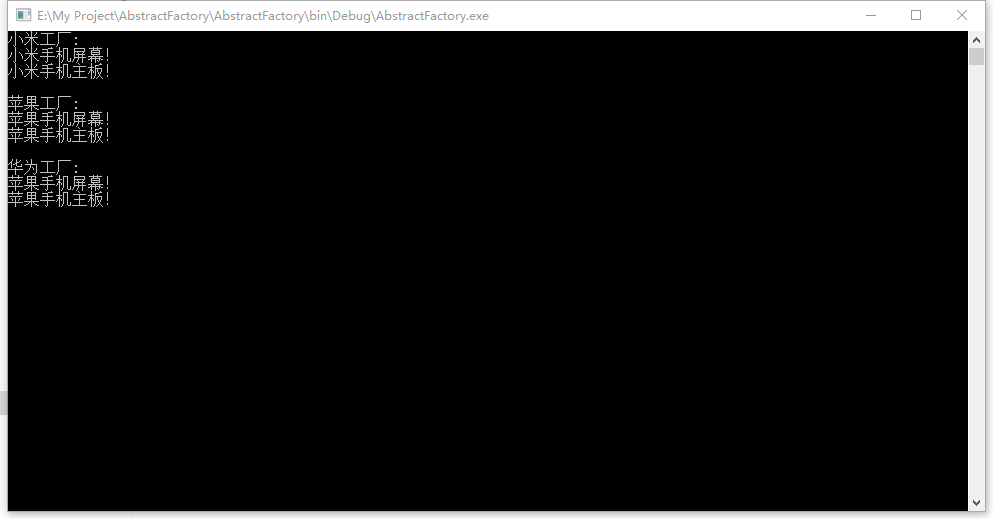 E:\My Project\AbstractFactory\AbstractFactory\bin\Debug\AbstractFactory.exe
小米工厂:
小米手机屏幕!
小米手机主板!
苹果工厂:
苹果手机屏幕!
苹果手机主板!
华为工厂:
苹果手机屏幕!
苹果手机主板!